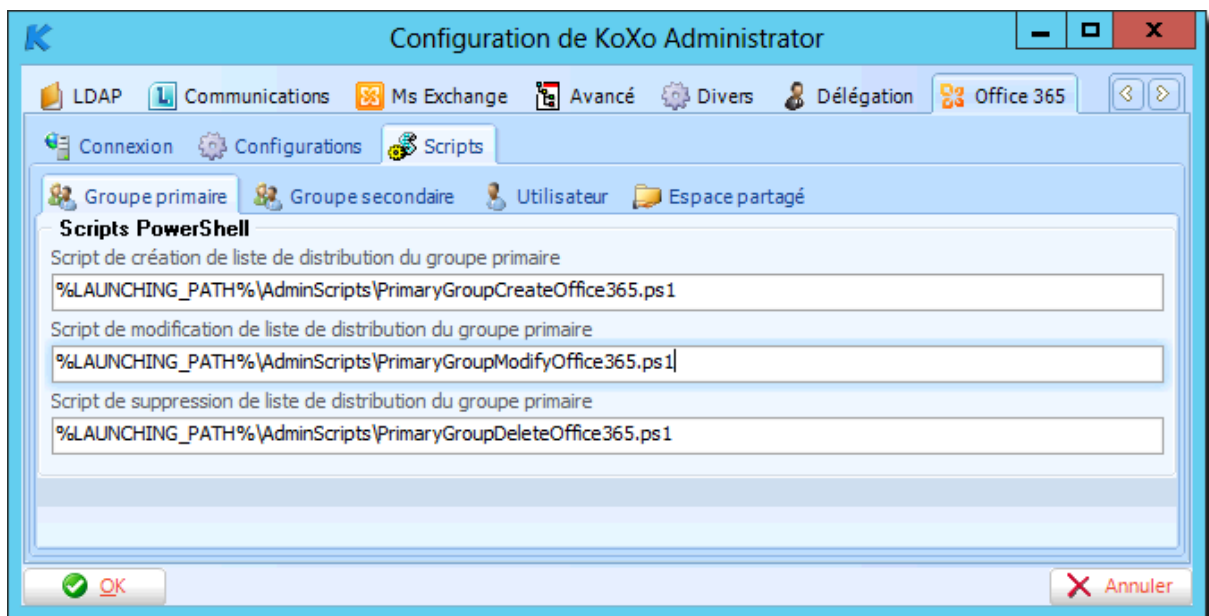 Configuration de KoXo Administrator
LDAP Communications Ms Exchange Avancé Divers Délégation Office 365
Connexion Configurations Scripts
Groupe primaire Groupe secondaire Utilisateur Espace partagé
Scripts PowerShell
Script de création de liste de distribution du groupe primaire
%LAUNCHING_PATH%\AdminScripts\PrimaryGroupCreateOffice365.ps1
Script de modification de liste de distribution du groupe primaire
%LAUNCHING_PATH%\AdminScripts\PrimaryGroupModifyOffice365.ps1
Script de suppression de liste de distribution du groupe primaire
%LAUNCHING_PATH%\AdminScripts\PrimaryGroupDeleteOffice365.ps1
OK Annuler